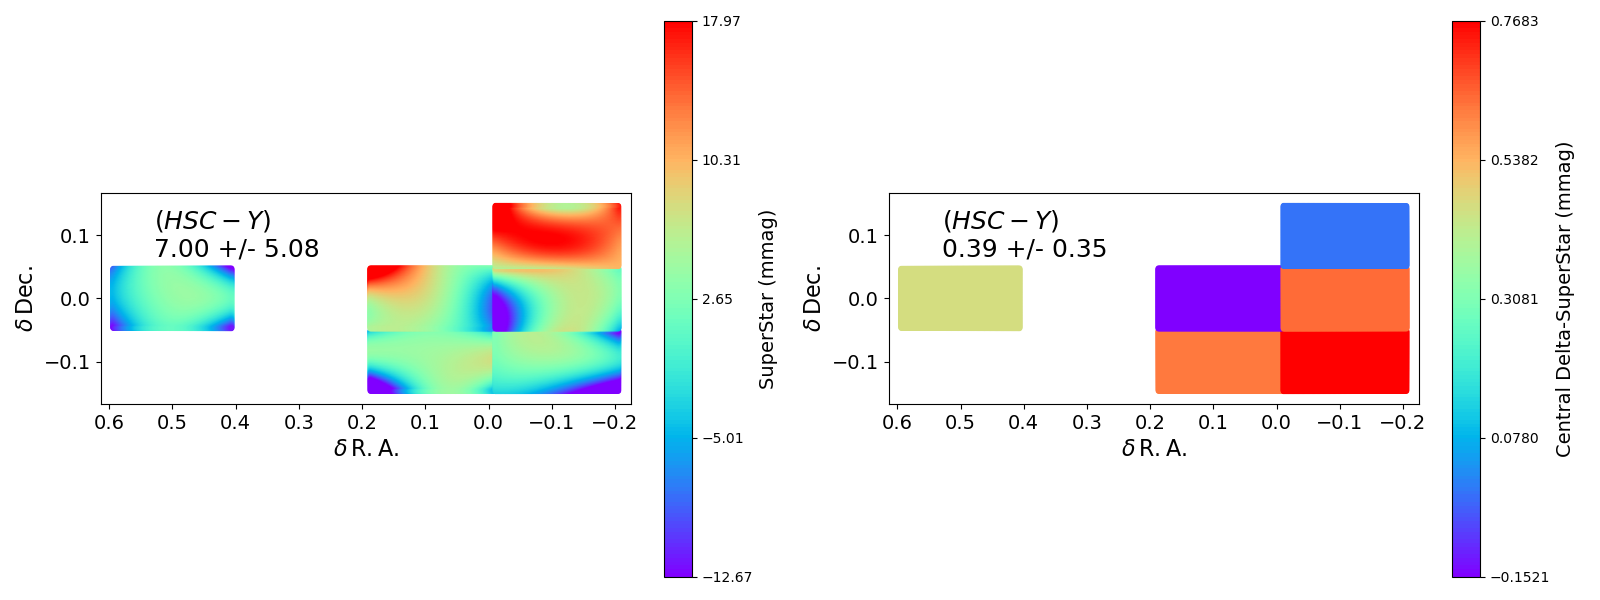 (HSC − Y)
7.00 +/- 5.08
0.1
0.0
−0.1
δ Dec.
0.6 0.5 0.4 0.3 0.2 0.1 0.0 −0.1 −0.2
δ R. A.
17.97
10.31
2.65
−5.01
−12.67
SuperStar (mmag)
(HSC − Y)
0.39 +/- 0.35
0.1
0.0
−0.1
δ Dec.
0.6 0.5 0.4 0.3 0.2 0.1 0.0 −0.1 −0.2
δ R. A.
0.7683
0.5382
0.3081
0.0780
−0.1521
Central Delta-SuperStar (mmag)